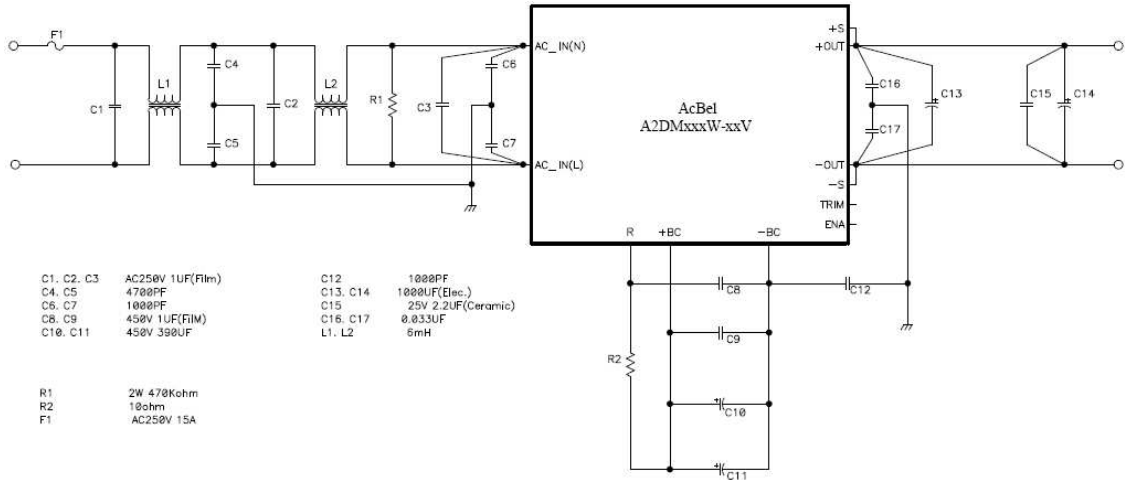 F1
C1
L1
C4
C5
C2
L2
R1
C3
C6
C7
AC_IN(N)
AC_IN(L)
AcBel
A2DMxxxW-xxV
+S
+OUT
-OUT
-S
TRIM
ENA
R
+BC
-BC
C16
C17
C13
C15
C14
C8
C12
C9
R2
C10
C11
C1. C2. C3 AC250V 1UF(Film)
C4. C5 4700PF
C6. C7 1000PF
C8. C9 450V 1UF(FilM)
C10. C11 450V 390UF
C12 1000PF
C13. C14 1000UF(Elec.)
C15 25V 2.2UF(Ceramic)
C16. C17 0.033UF
L1. L2 6mH
R1 2W 470Kohm
R2 10ohm
F1 AC250V 15A